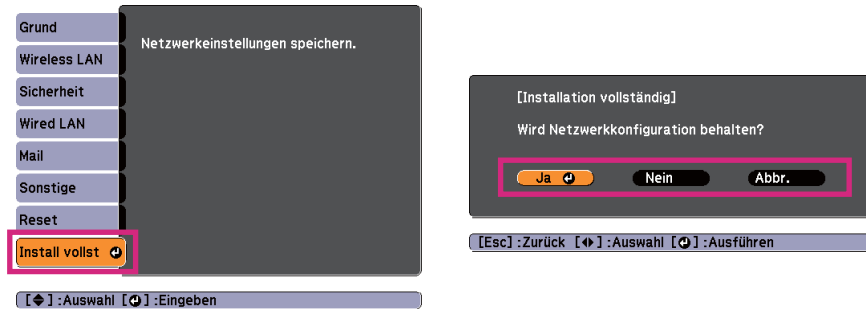 Grund
Wireless LAN
Sicherheit
Wired LAN
Mail
Sonstige
Reset
Install vollst
Netzwerkeinstellungen speichern.
[◆] :Auswahl [⏎] :Eingeben
[Installation vollständig]
Wird Netzwerkkonfiguration behalten?
Ja ⏎ Nein Abbr.
[Esc] :Zurück [◀▶] :Auswahl [⏎] :Ausführen